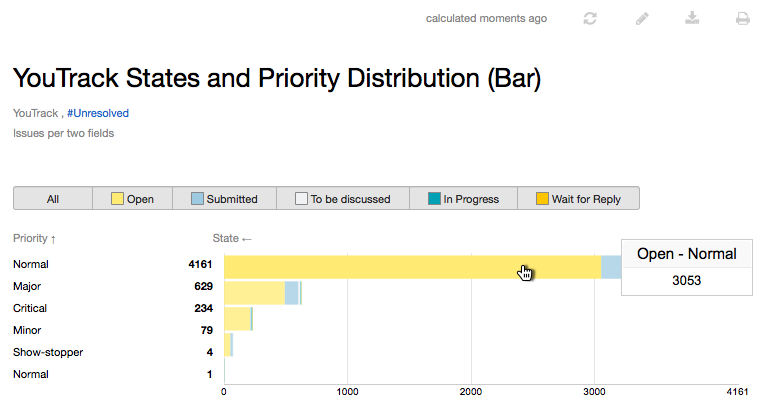 calculated moments ago
YouTrack States and Priority Distribution (Bar)
YouTrack , #Unresolved
Issues per two fields
All Open Submitted To be discussed In Progress Wait for Reply
Priority ↑ State ←
Open - Normal
3053
Normal 4161
Major 629
Critical 234
Minor 79
Show-stopper 4
Normal 1
0 1000 2000 3000 4161